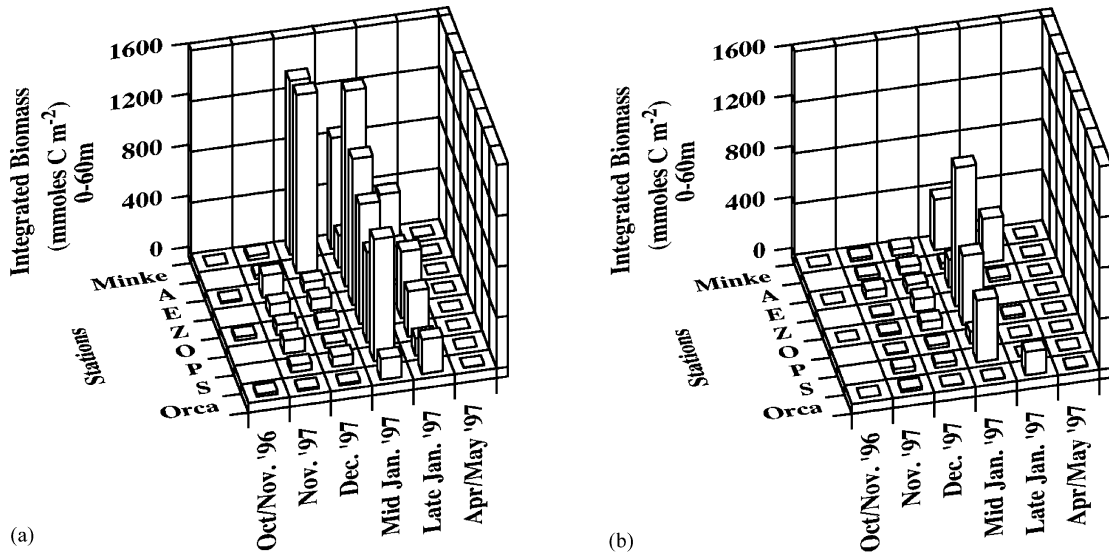 Integrated Biomass
(mmoles C m-2)
0-60m
1600
1200
800
400
0
Stations
Minke
A
E
Z
O
P
S
Orca
Oct/Nov. '96
Nov. '97
Dec. '97
Mid Jan. '97
Late Jan. '97
Apr/May '97
(a)
Integrated Biomass
(mmoles C m-2)
0-60m
1600
1200
800
400
0
Stations
Minke
A
E
Z
O
P
S
Orca
Oct/Nov. '96
Nov. '97
Dec. '97
Mid Jan. '97
Late Jan. '97
Apr/May '97
(b)